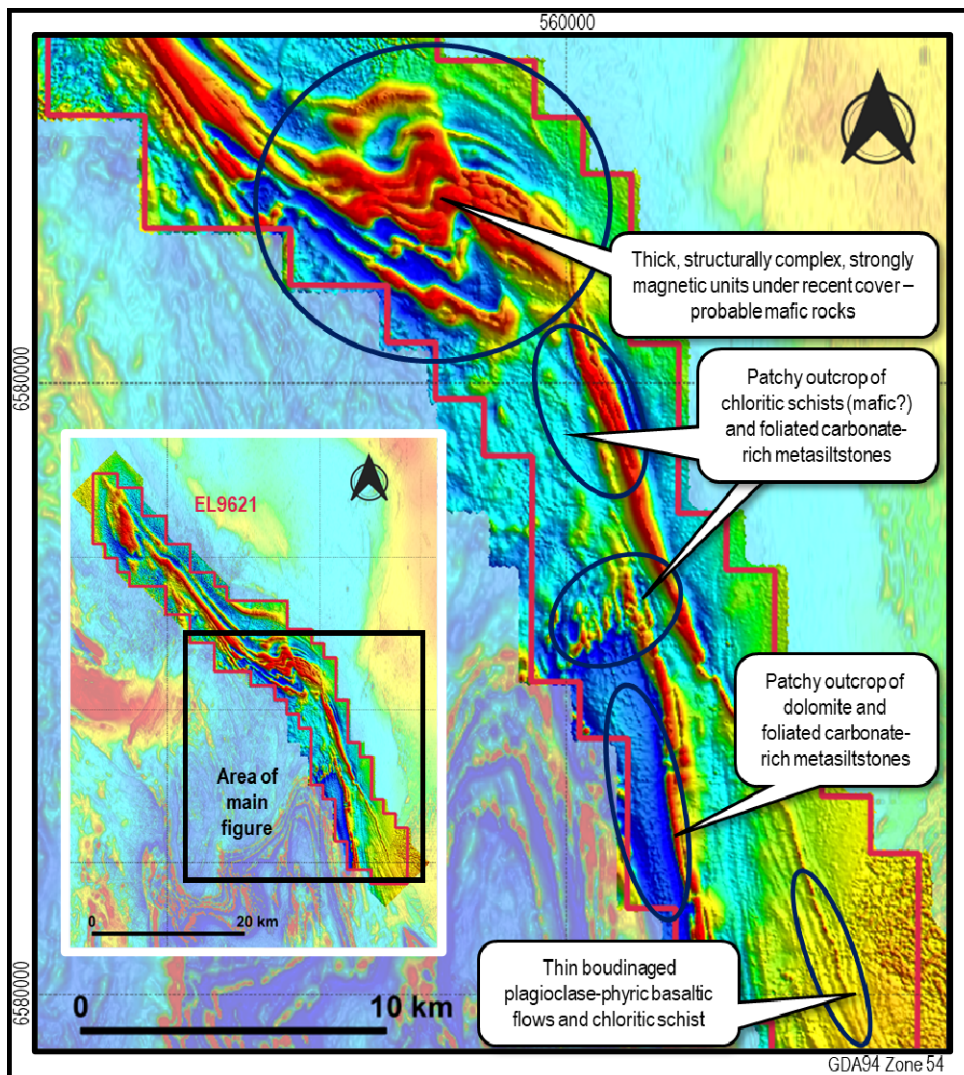 560000
Thick, structurally complex, strongly
magnetic units under recent cover –
probable mafic rocks
6580000
Patchy outcrop of
chloritic schists (mafic?)
and foliated carbonate-
rich metasiltstones
EL9621
Area of
main
figure
0
20 km
Patchy outcrop of
dolomite and
foliated carbonate-
rich metasiltstones
Thin boudinaged
plagioclase-phyric basaltic
flows and chloritic schist
6580000
0
10 km
GDA94 Zone 54